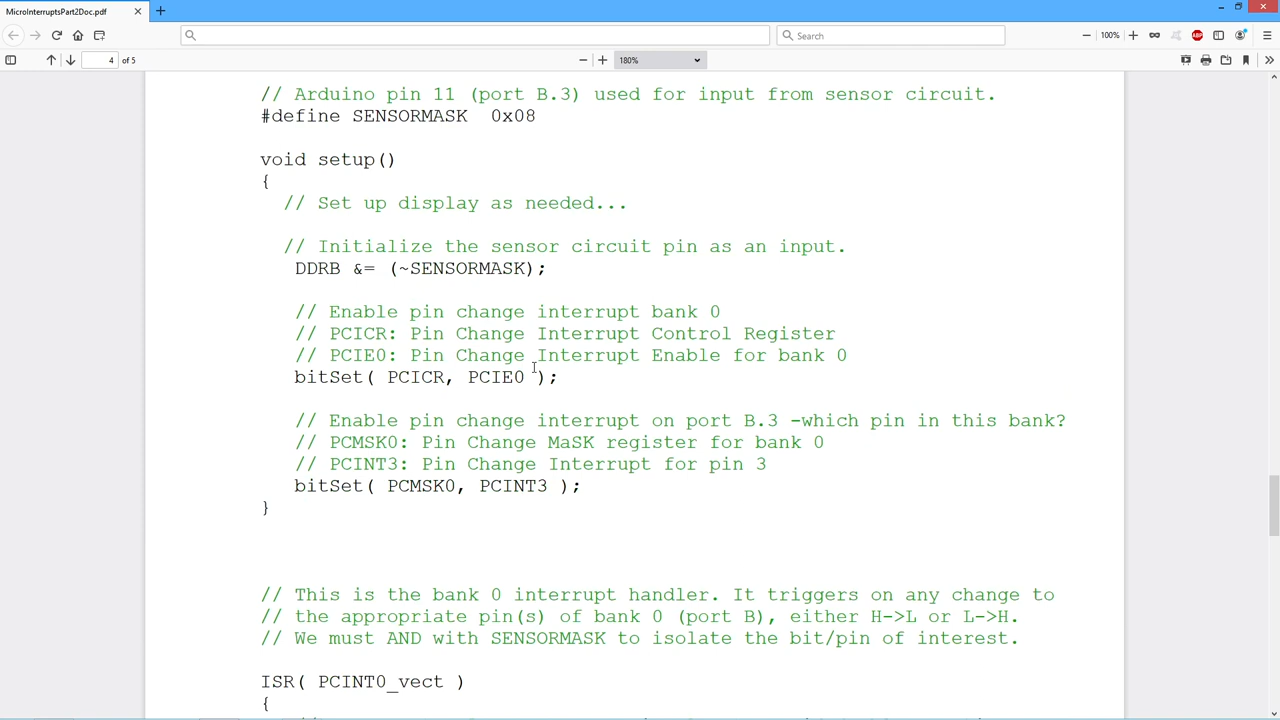 MicroInterruptsPart2Doc.pdf
Search
100%
4 of 5
180%
// Arduino pin 11 (port B.3) used for input from sensor circuit.
#define SENSORMASK 0x08
void setup()
{
// Set up display as needed...
// Initialize the sensor circuit pin as an input.
DDRB &= (~SENSORMASK);
// Enable pin change interrupt bank 0
// PCICR: Pin Change Interrupt Control Register
// PCIE0: Pin Change Interrupt Enable for bank 0
bitSet( PCICR, PCIE0 );
// Enable pin change interrupt on port B.3 -which pin in this bank?
// PCMSK0: Pin Change MaSK register for bank 0
// PCINT3: Pin Change Interrupt for pin 3
bitSet( PCMSK0, PCINT3 );
}
// This is the bank 0 interrupt handler. It triggers on any change to
// the appropriate pin(s) of bank 0 (port B), either H->L or L->H.
// We must AND with SENSORMASK to isolate the bit/pin of interest.
ISR( PCINT0_vect )
{